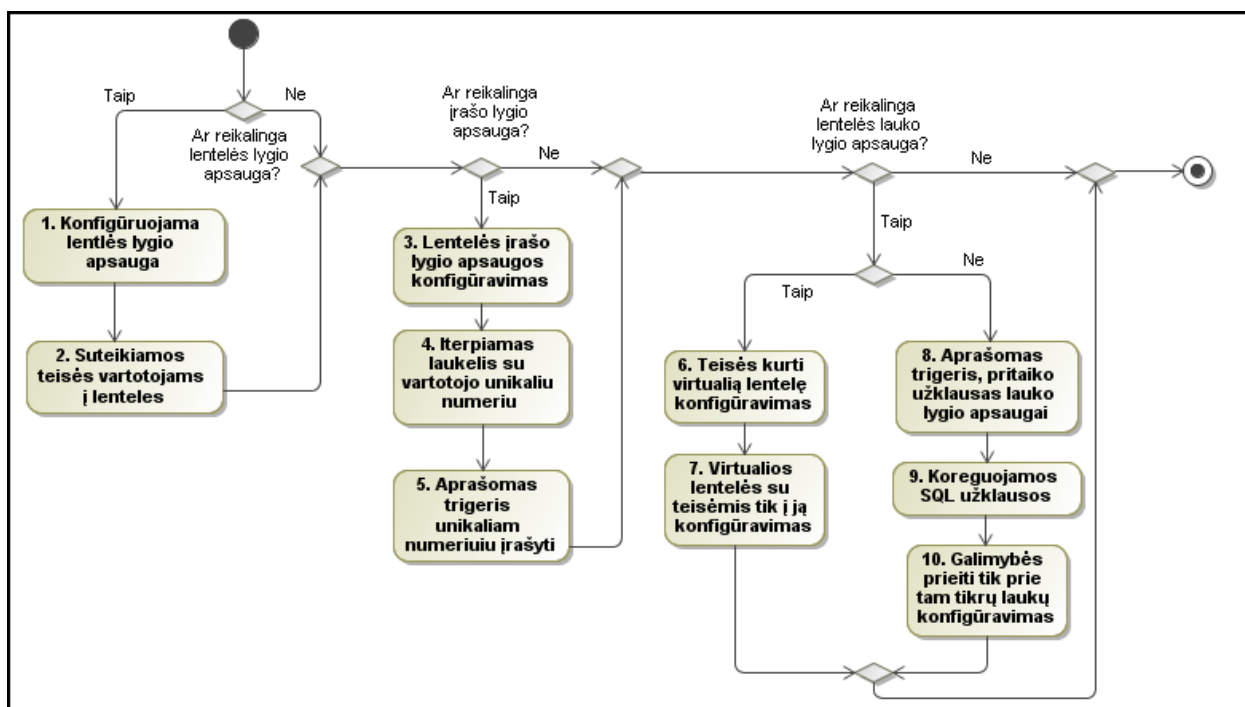 Taip
Ne
Ar reikalinga
lentelės lygio
apsauga?
1. Konfigūruojama
lentlės lygio
apsauga
2. Suteikiamos
teisės vartotojams
į lenteles
Ar reikalinga
įrašo lygio
apsauga?
Ne
Taip
3. Lentelės įrašo
lygio apsaugos
konfigūravimas
4. Iterpiamas
laukelis su
vartotojo unikaliu
numeriu
5. Aprašomas
trigeris
unikaliam
numeriuiu įrašyti
Ar reikalinga
lentelės lauko
lygio apsauga?
Ne
Taip
Taip
Ne
6. Teisės kurti
virtualią lentelę
konfigūravimas
7. Virtualios
lentelės su
teisėmis tik į ją
konfigūravimas
8. Aprašomas
trigeris, pritaiko
užklausas lauko
lygio apsaugai
9. Koreguojamos
SQL užklausos
10. Galimybės
prieiti tik prie
tam tikrų laukų
konfigūravimas